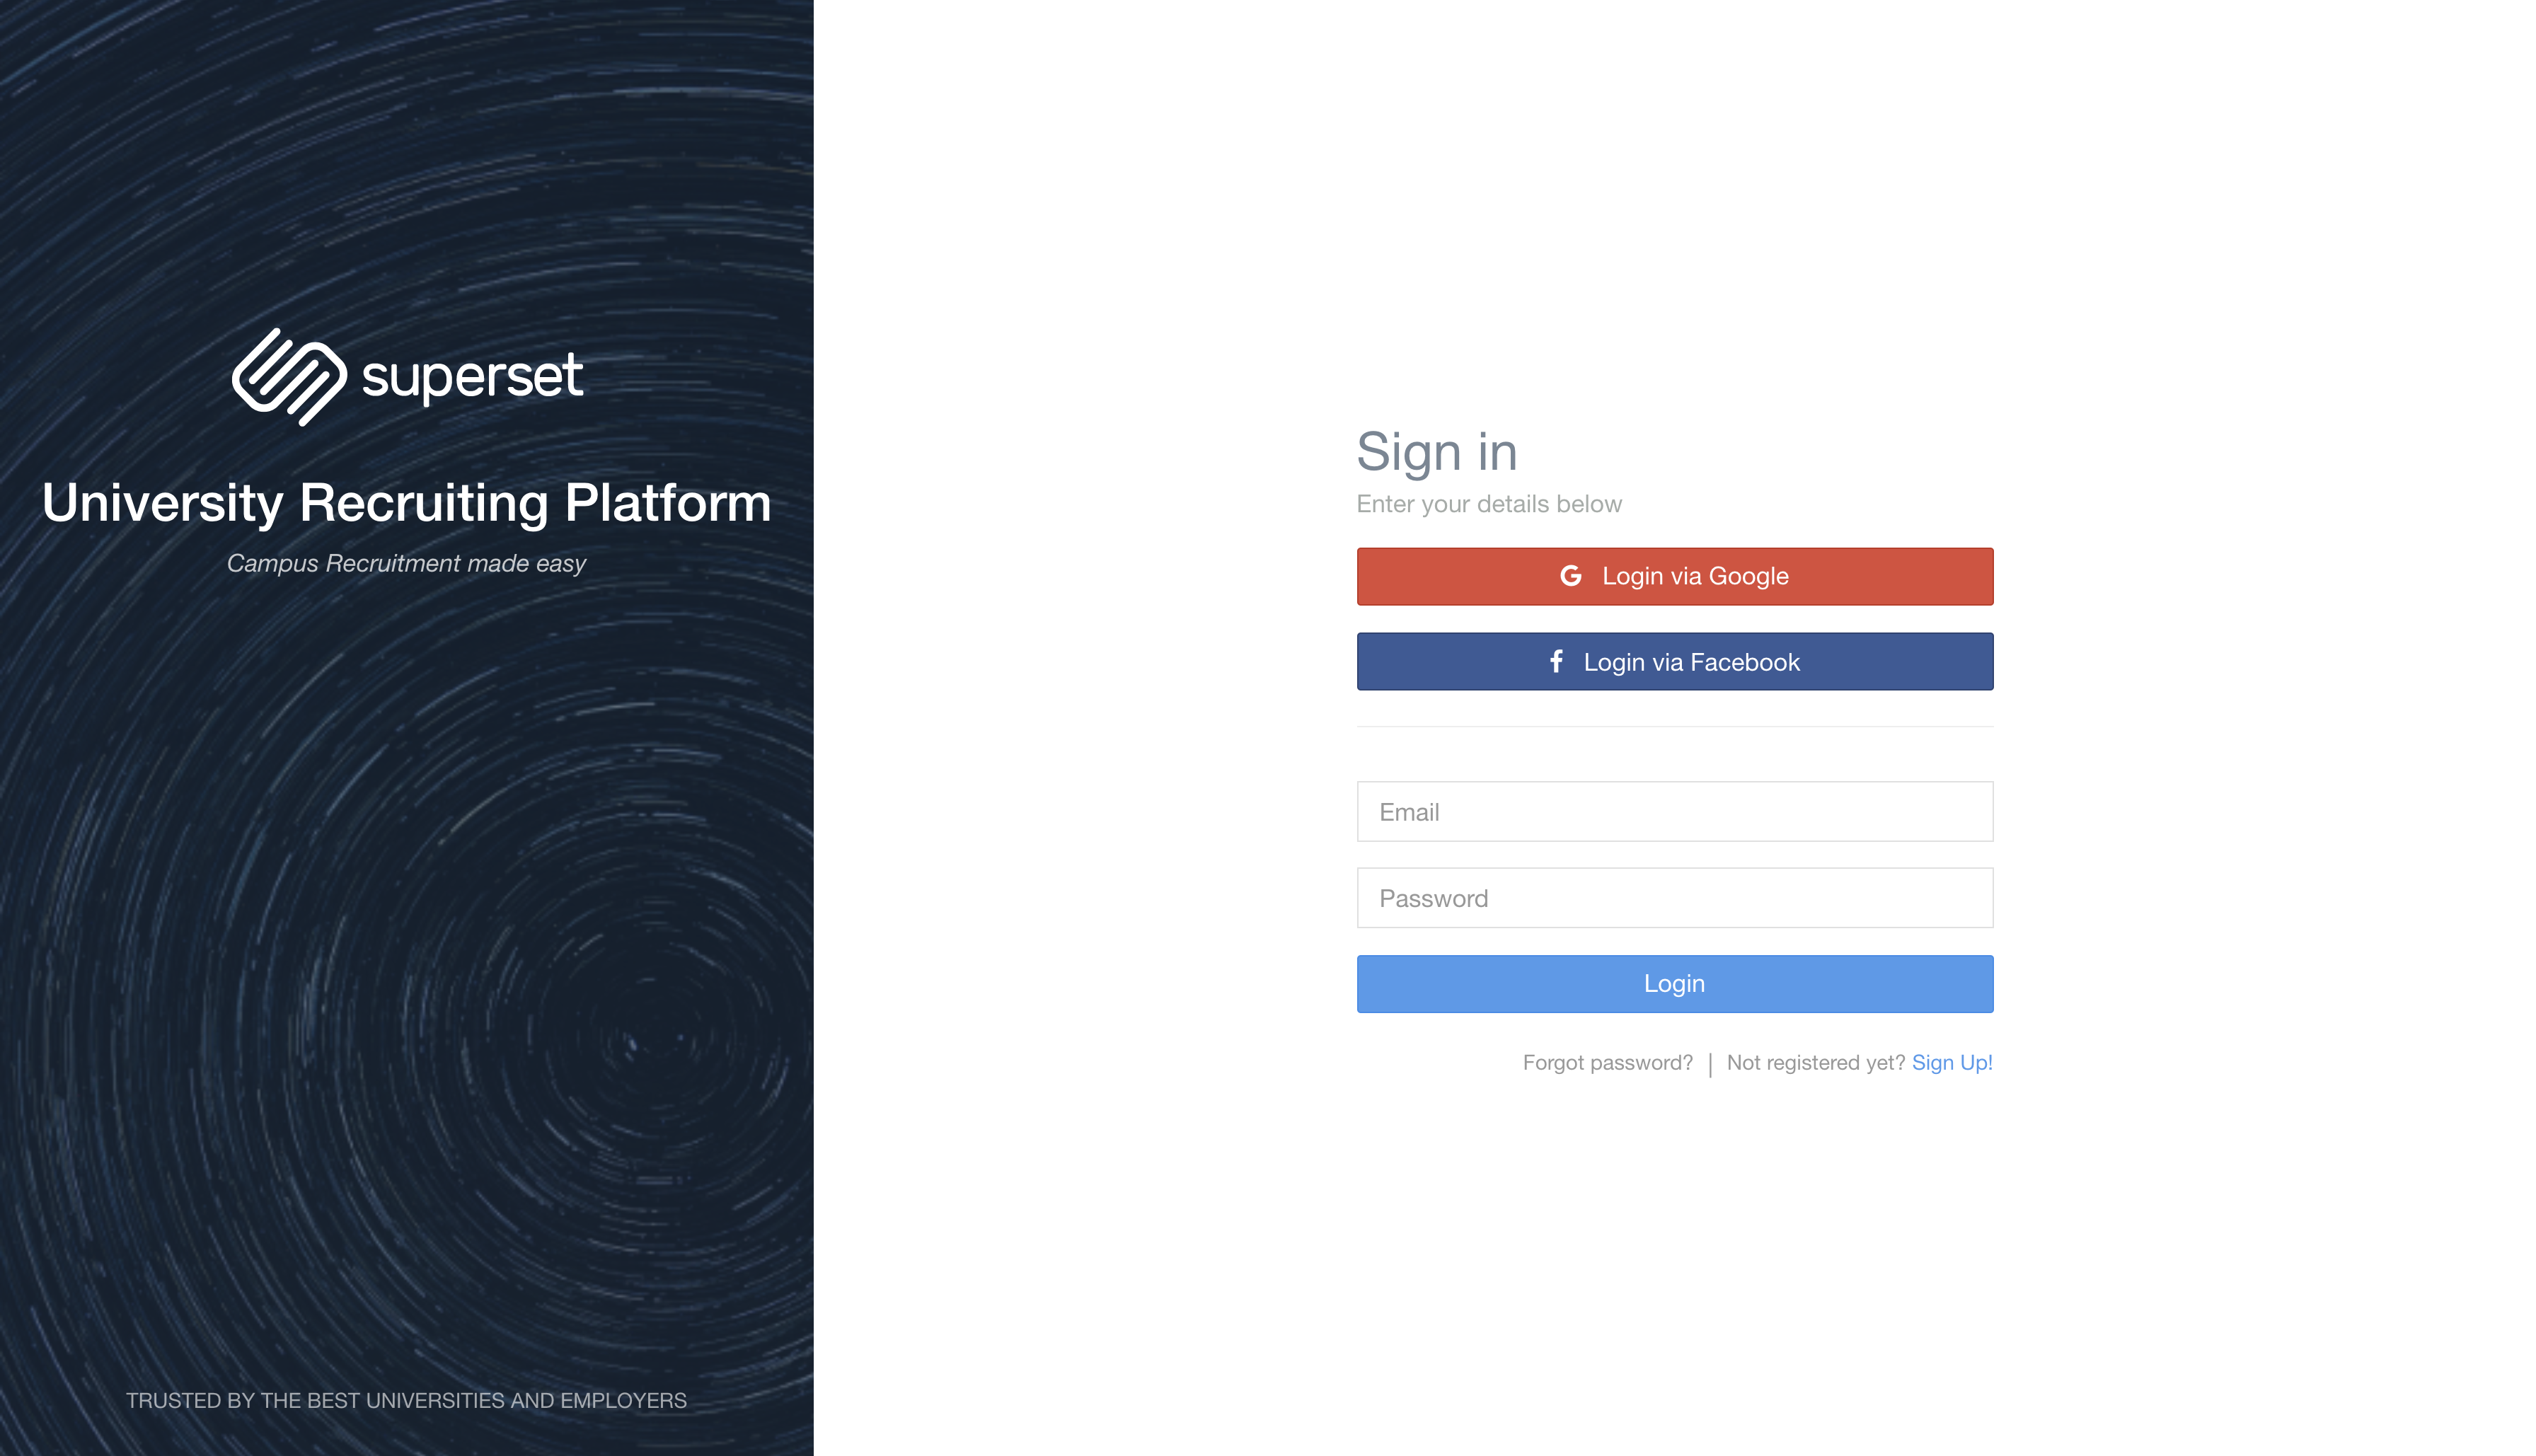 superset
University Recruiting Platform
Campus Recruitment made easy
TRUSTED BY THE BEST UNIVERSITIES AND EMPLOYERS
Sign in
Enter your details below
Login via Google
Login via Facebook
Email
Password
Login
Forgot password? | Not registered yet? Sign Up!